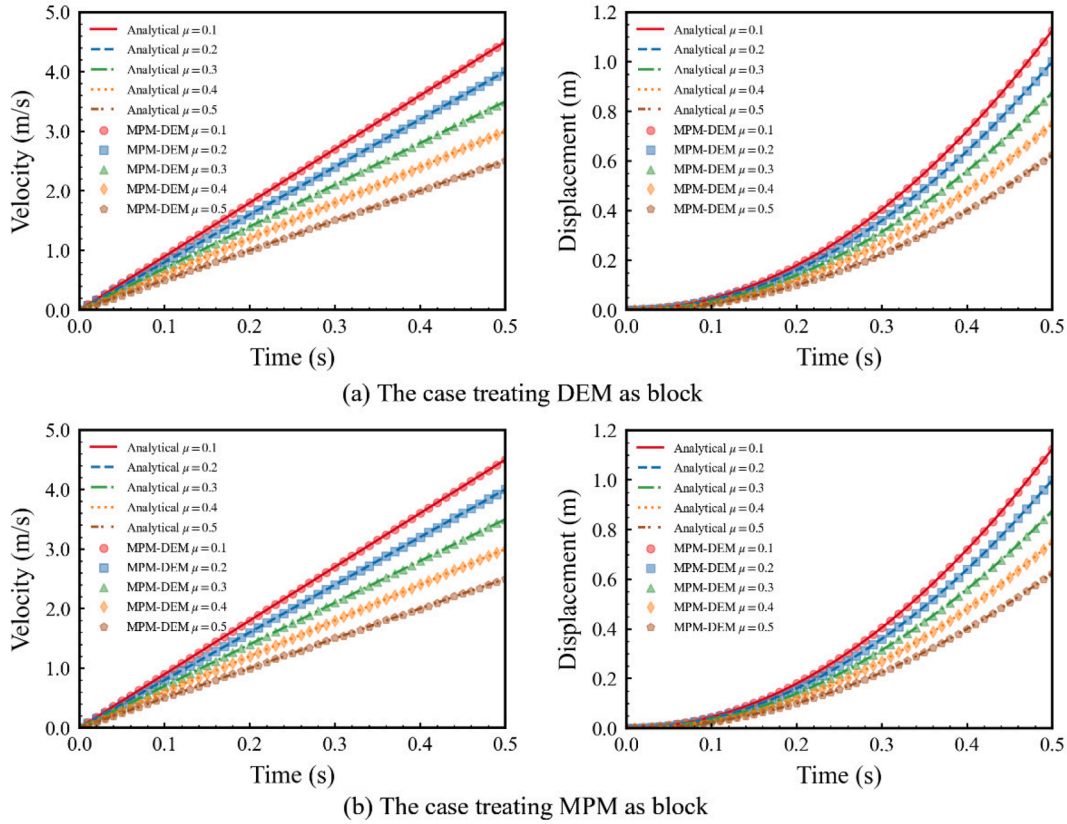 Velocity (m/s)
5.0
4.0
3.0
2.0
1.0
0.0
Analytical μ = 0.1
Analytical μ = 0.2
Analytical μ = 0.3
Analytical μ = 0.4
Analytical μ = 0.5
MPM-DEM μ = 0.1
MPM-DEM μ = 0.2
MPM-DEM μ = 0.3
MPM-DEM μ = 0.4
MPM-DEM μ = 0.5
0.0 0.1 0.2 0.3 0.4 0.5
Time (s)
Displacement (m)
1.2
1.0
0.8
0.6
0.4
0.2
0.0
Analytical μ = 0.1
Analytical μ = 0.2
Analytical μ = 0.3
Analytical μ = 0.4
Analytical μ = 0.5
MPM-DEM μ = 0.1
MPM-DEM μ = 0.2
MPM-DEM μ = 0.3
MPM-DEM μ = 0.4
MPM-DEM μ = 0.5
0.0 0.1 0.2 0.3 0.4 0.5
Time (s)
(a) The case treating DEM as block
Velocity (m/s)
5.0
4.0
3.0
2.0
1.0
0.0
Analytical μ = 0.1
Analytical μ = 0.2
Analytical μ = 0.3
Analytical μ = 0.4
Analytical μ = 0.5
MPM-DEM μ = 0.1
MPM-DEM μ = 0.2
MPM-DEM μ = 0.3
MPM-DEM μ = 0.4
MPM-DEM μ = 0.5
0.0 0.1 0.2 0.3 0.4 0.5
Time (s)
Displacement (m)
1.2
1.0
0.8
0.6
0.4
0.2
0.0
Analytical μ = 0.1
Analytical μ = 0.2
Analytical μ = 0.3
Analytical μ = 0.4
Analytical μ = 0.5
MPM-DEM μ = 0.1
MPM-DEM μ = 0.2
MPM-DEM μ = 0.3
MPM-DEM μ = 0.4
MPM-DEM μ = 0.5
0.0 0.1 0.2 0.3 0.4 0.5
Time (s)
(b) The case treating MPM as block